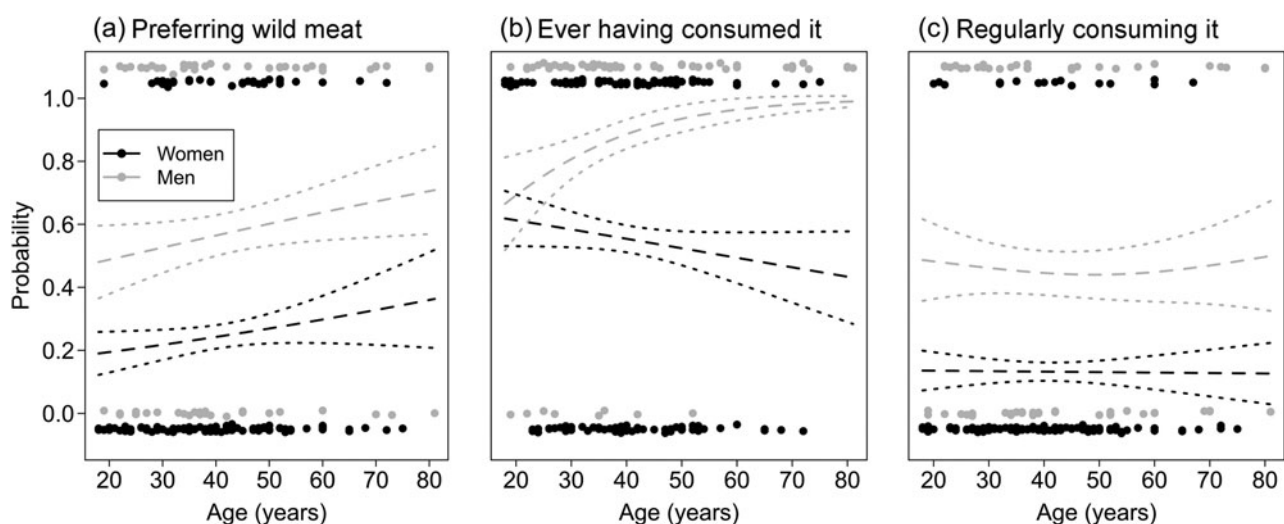 (a) Preferring wild meat
(b) Ever having consumed it
(c) Regularly consuming it
Probability
1.0
0.8
0.6
0.4
0.2
0.0
Women
Men
20 30 40 50 60 70 80
20 30 40 50 60 70 80
20 30 40 50 60 70 80
Age (years)
Age (years)
Age (years)